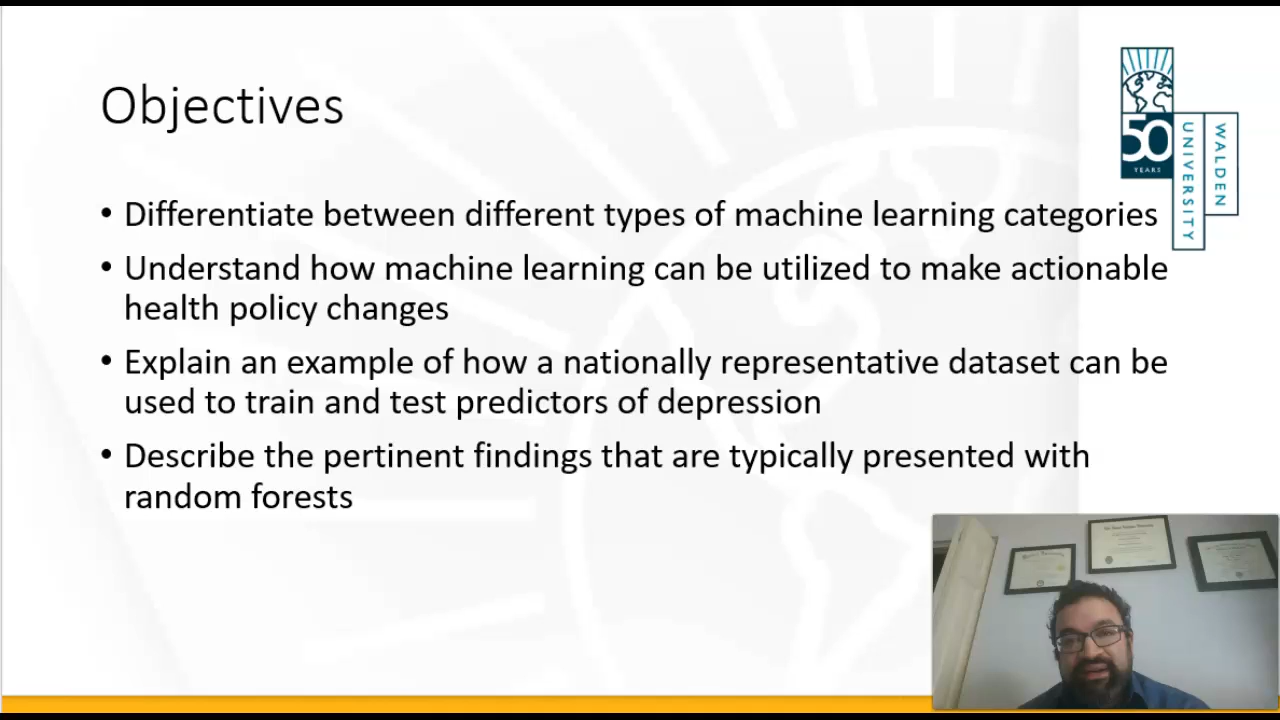 Objectives
• Differentiate between different types of machine learning categories
• Understand how machine learning can be utilized to make actionable
health policy changes
• Explain an example of how a nationally representative dataset can be
used to train and test predictors of depression
• Describe the pertinent findings that are typically presented with
random forests
50
YEARS
UNIVERSITY
WALDEN